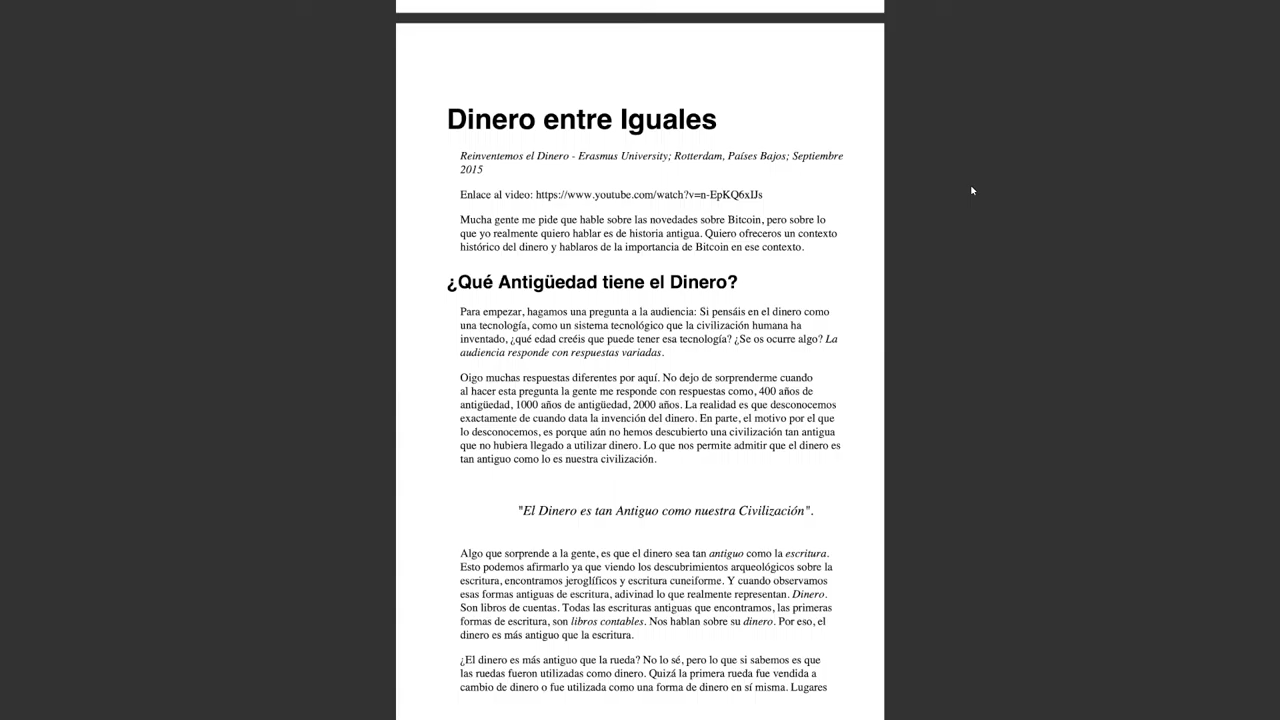 Dinero entre Iguales
Reinventemos el Dinero - Erasmus University; Rotterdam, Países Bajos; Septiembre
2015
Enlace al video: https://www.youtube.com/watch?v=n-EpKQ6xIJs
Mucha gente me pide que hable sobre las novedades sobre Bitcoin, pero sobre lo
que yo realmente quiero hablar es de historia antigua. Quiero ofreceros un contexto
histórico del dinero y hablaros de la importancia de Bitcoin en ese contexto.
¿Qué Antigüedad tiene el Dinero?
Para empezar, hagamos una pregunta a la audiencia: Si pensáis en el dinero como
una tecnología, como un sistema tecnológico que la civilización humana ha
inventado, ¿qué edad creéis que puede tener esa tecnología? ¿Se os ocurre algo? La
audiencia responde con respuestas variadas.
Oigo muchas respuestas diferentes por aquí. No dejo de sorprenderme cuando
al hacer esta pregunta la gente me responde con respuestas como, 400 años de
antigüedad, 1000 años de antigüedad, 2000 años. La realidad es que desconocemos
exactamente de cuando data la invención del dinero. En parte, el motivo por el que
lo desconocemos, es porque aún no hemos descubierto una civilización tan antigua
que no hubiera llegado a utilizar dinero. Lo que nos permite admitir que el dinero es
tan antiguo como lo es nuestra civilización.
"El Dinero es tan Antiguo como nuestra Civilización".
Algo que sorprende a la gente, es que el dinero sea tan antiguo como la escritura.
Esto podemos afirmarlo ya que viendo los descubrimientos arqueológicos sobre la
escritura, encontramos jeroglíficos y escritura cuneiforme. Y cuando observamos
esas formas antiguas de escritura, adivinad lo que realmente representan. Dinero.
Son libros de cuentas. Todas las escrituras antiguas que encontramos, las primeras
formas de escritura, son libros contables. Nos hablan sobre su dinero. Por eso, el
dinero es más antiguo que la escritura.
¿El dinero es más antiguo que la rueda? No lo sé, pero lo que si sabemos es que
las ruedas fueron utilizadas como dinero. Quizá la primera rueda fue vendida a
cambio de dinero o fue utilizada como una forma de dinero en sí misma. Lugares